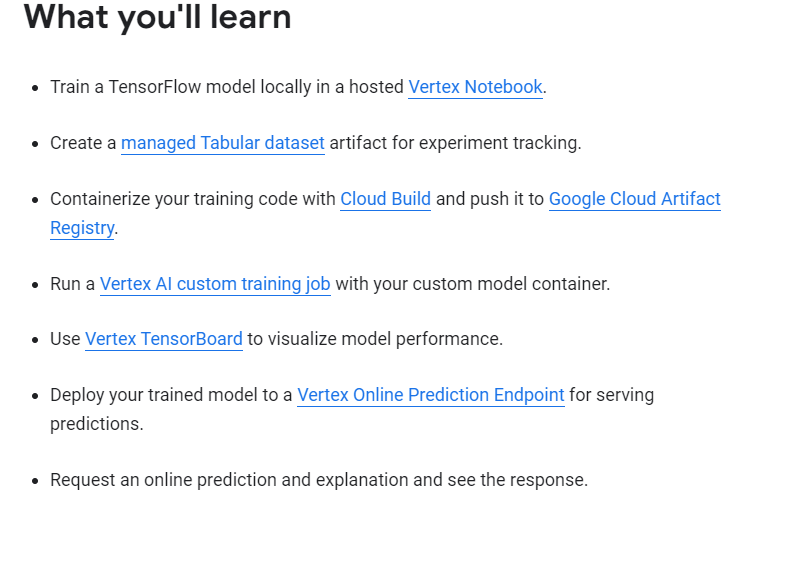 What you'll learn
• Train a TensorFlow model locally in a hosted Vertex Notebook.
• Create a managed Tabular dataset artifact for experiment tracking.
• Containerize your training code with Cloud Build and push it to Google Cloud Artifact
Registry.
• Run a Vertex AI custom training job with your custom model container.
• Use Vertex TensorBoard to visualize model performance.
• Deploy your trained model to a Vertex Online Prediction Endpoint for serving
predictions.
• Request an online prediction and explanation and see the response.